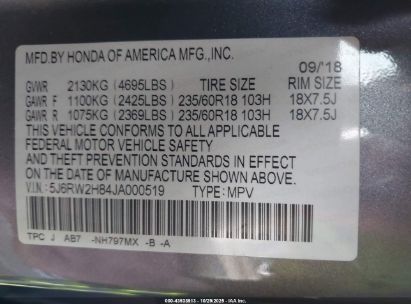 MFD.BY HONDA OF AMERICA MFG.,INC. 09/'18
GVWR 2130KG (4695LBS) TIRE SIZE RIM SIZE
GAWR F 1100KG (2425LBS) 235/60R18 103H 18X7.5J
GAWR R 1075KG (2369LBS) 235/60R18 103H 18X7.5J
THIS VEHICLE CONFORMS TO ALL APPLICABLE
FEDERAL MOTOR VEHICLE SAFETY
AND THEFT PREVENTION STANDARDS IN EFFECT
ON THE DATE OF MANUFACTURE SHOWN ABOVE.
V.I.N.: 5J6RW2H84JA000519 TYPE: MPV
TPC J AB7 -NH797MX -B -A